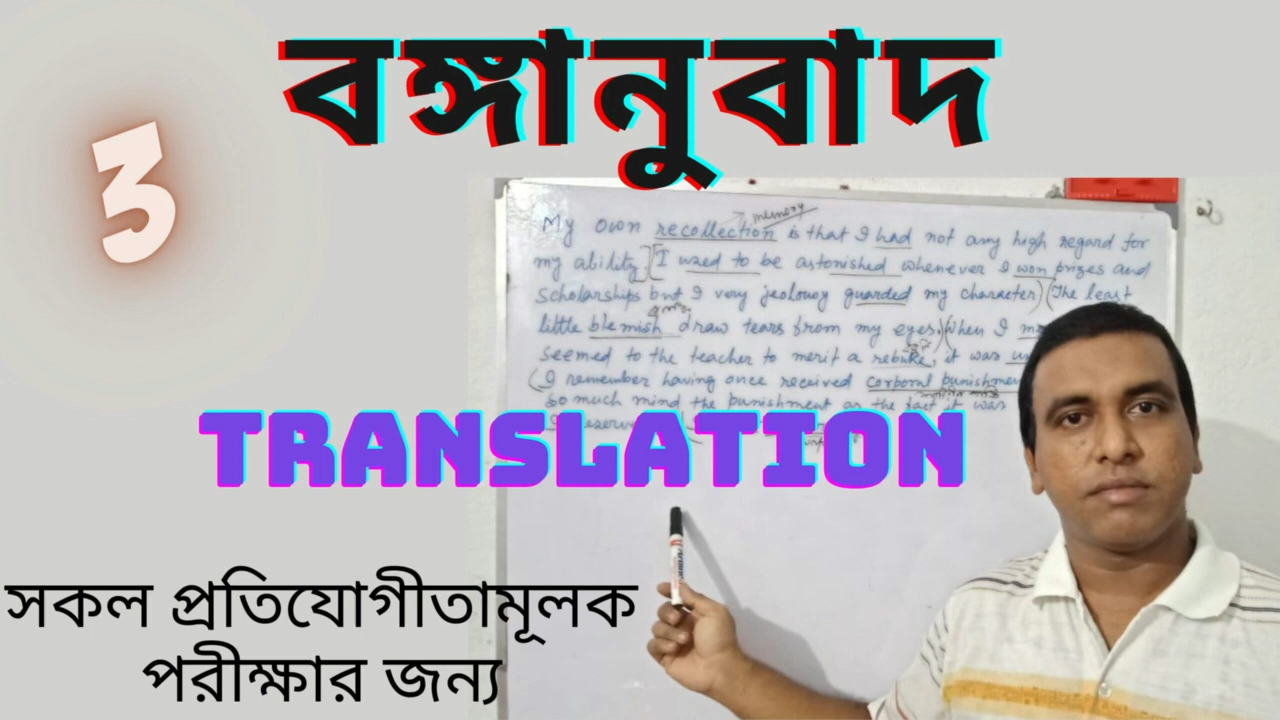 বঙ্গানুবাদ
3
memory
My own recollection is that I had not any high regard for
my ability.] [I used to be astonished whenever I won prizes and
scholarships but I very jealousy guarded my character) (The least
little blemish draw tears from my eyes.) (When I
seemed to the teacher to merit a rebuke, it was
(I remember having once received corporal
so much mind the punishment as the fact it was
TRANSLATION
সকল প্রতিযোগীতামূলক
পরীক্ষার জন্য